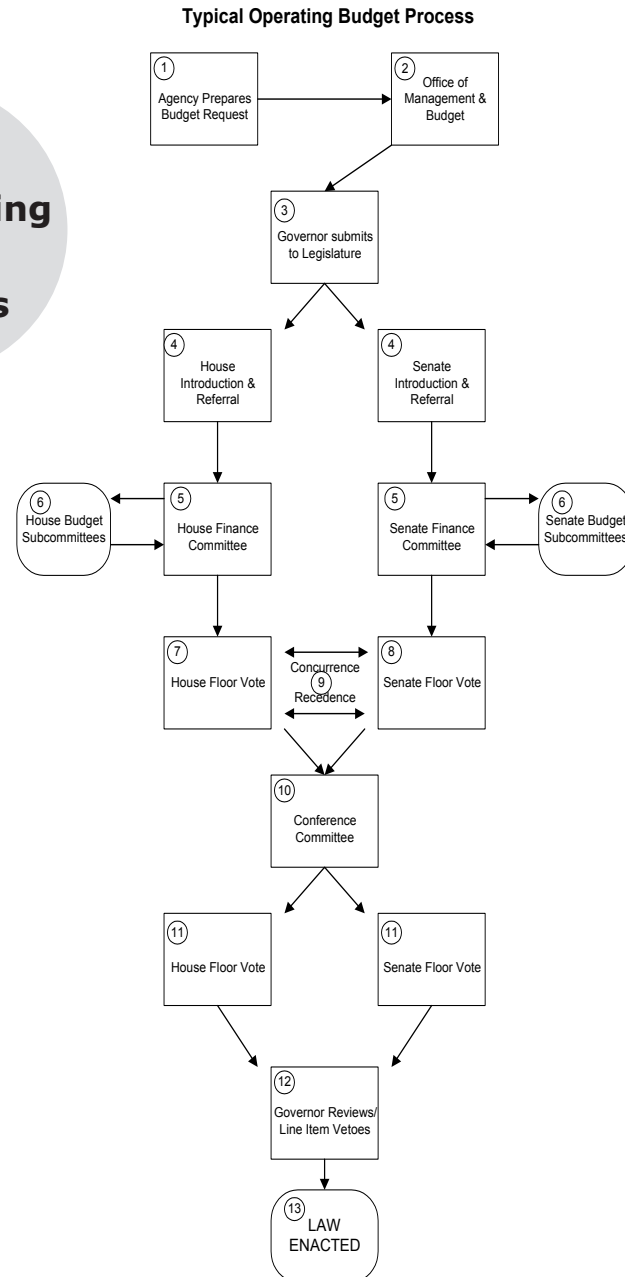 Typical Operating Budget Process
1
Agency Prepares
Budget Request
2
Office of
Management &
Budget
3
Governor submits
to Legislature
4
House
Introduction &
Referral
4
Senate
Introduction &
Referral
6
House Budget
Subcommittees
5
House Finance
Committee
5
Senate Finance
Committee
6
Senate Budget
Subcommittees
7
House Floor Vote
Concurrence
9
Recedence
8
Senate Floor Vote
10
Conference
Committee
11
House Floor Vote
11
Senate Floor Vote
12
Governor Reviews/
Line Item Vetoes
13
LAW
ENACTED